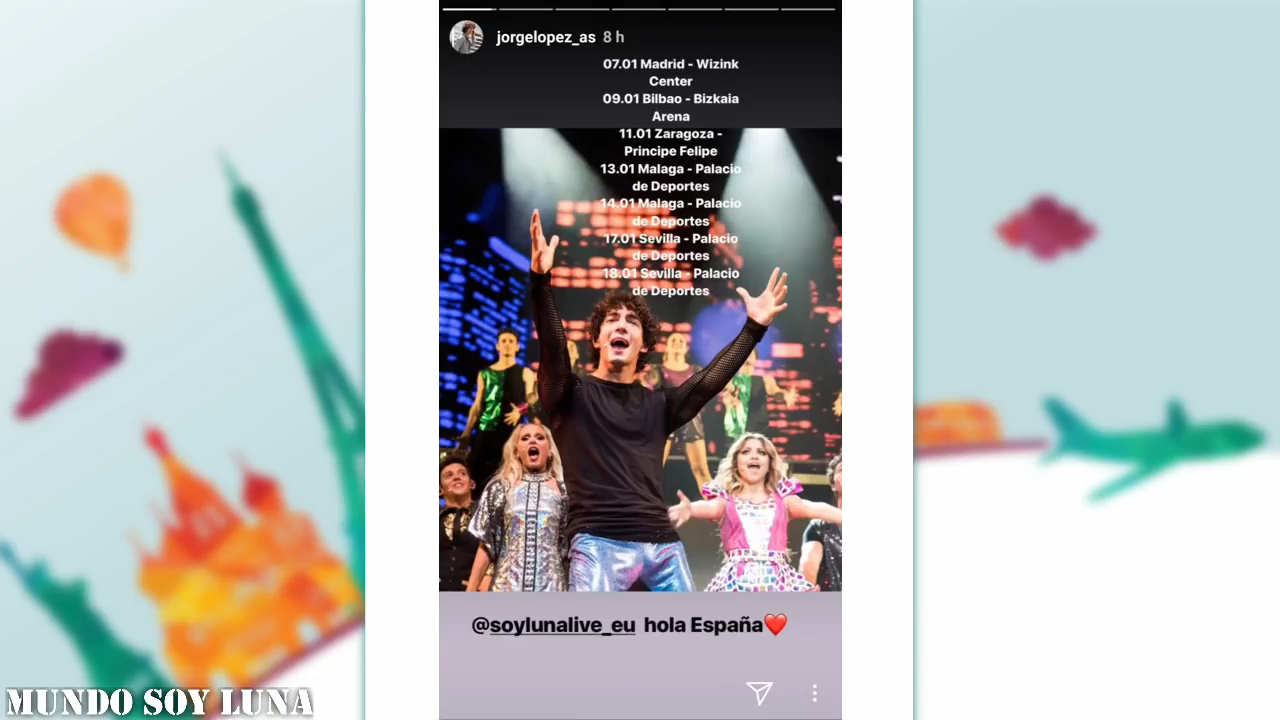 jorgelopez_as 8 h
07.01 Madrid - Wizink
Center
09.01 Bilbao - Bizkaia
Arena
11.01 Zaragoza -
Principe Felipe
13.01 Malaga - Palacio
de Deportes
14.01 Malaga - Palacio
de Deportes
17.01 Sevilla - Palacio
de Deportes
18.01 Sevilla - Palacio
de Deportes
@soylunalive_eu hola España❤️
MUNDO SOY LUNA